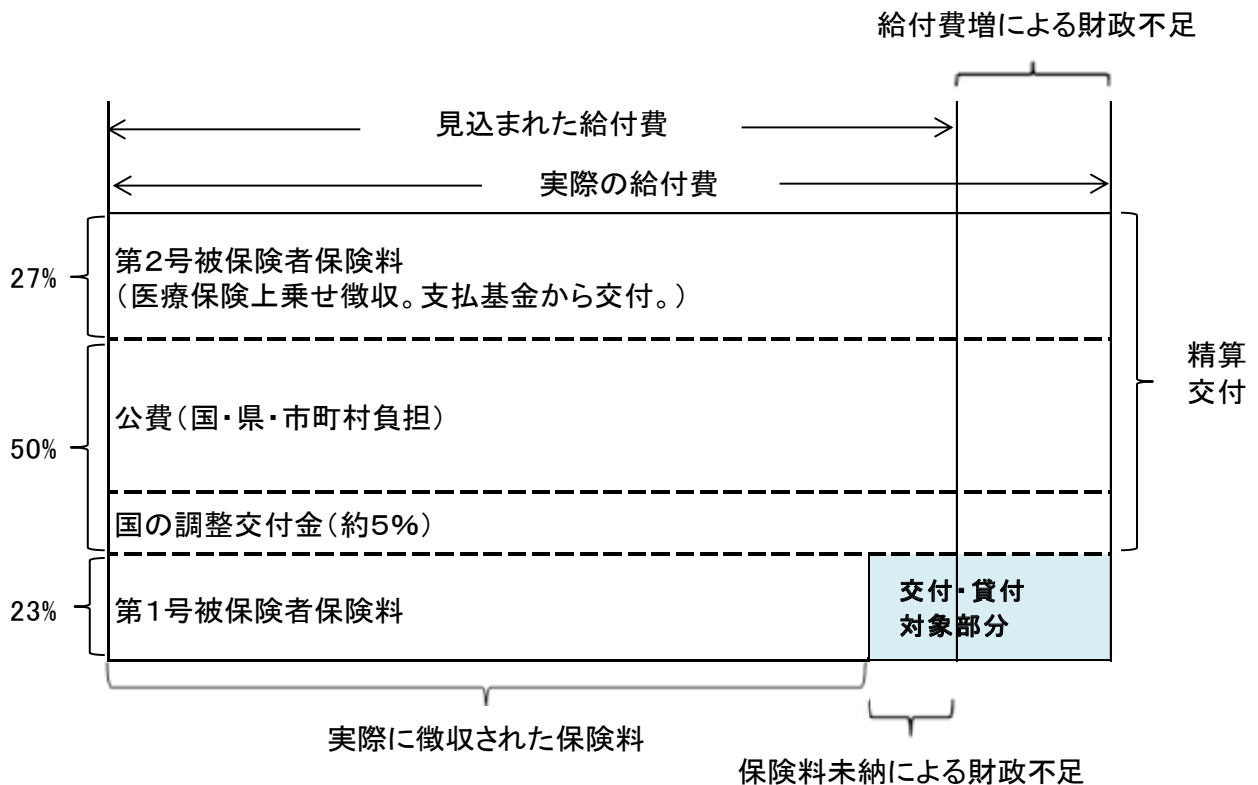 給付費増による財政不足
見込まれた給付費
実際の給付費
27%
第2号被保険者保険料
（医療保険上乗せ徴収。支払基金から交付。）
精算
交付
50%
公費（国・県・市町村負担）
国の調整交付金（約5%）
23%
第1号被保険者保険料
交付・貸付
対象部分
実際に徴収された保険料
保険料未納による財政不足